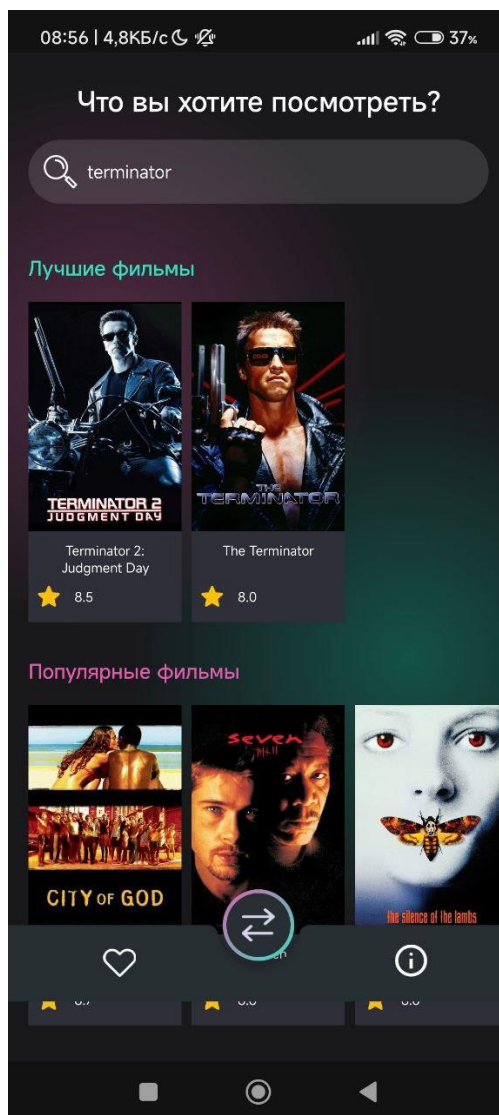 08:56 | 4,8КБ/с
37%
Что вы хотите посмотреть?
terminator
Лучшие фильмы
TERMINATOR 2
JUDGMENT DAY
THE
TERMINATOR
Terminator 2:
Judgment Day
The Terminator
8.5
8.0
Популярные фильмы
seven
CITY OF GOD
the silence of the lambs